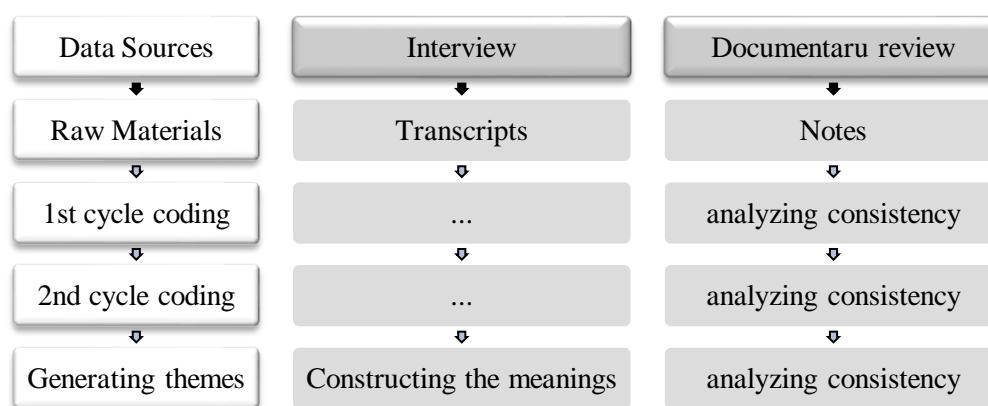 Data Sources
Interview
Documentaru review
Raw Materials
Transcripts
Notes
1st cycle coding
...
analyzing consistency
2nd cycle coding
...
analyzing consistency
Generating themes
Constructing the meanings
analyzing consistency